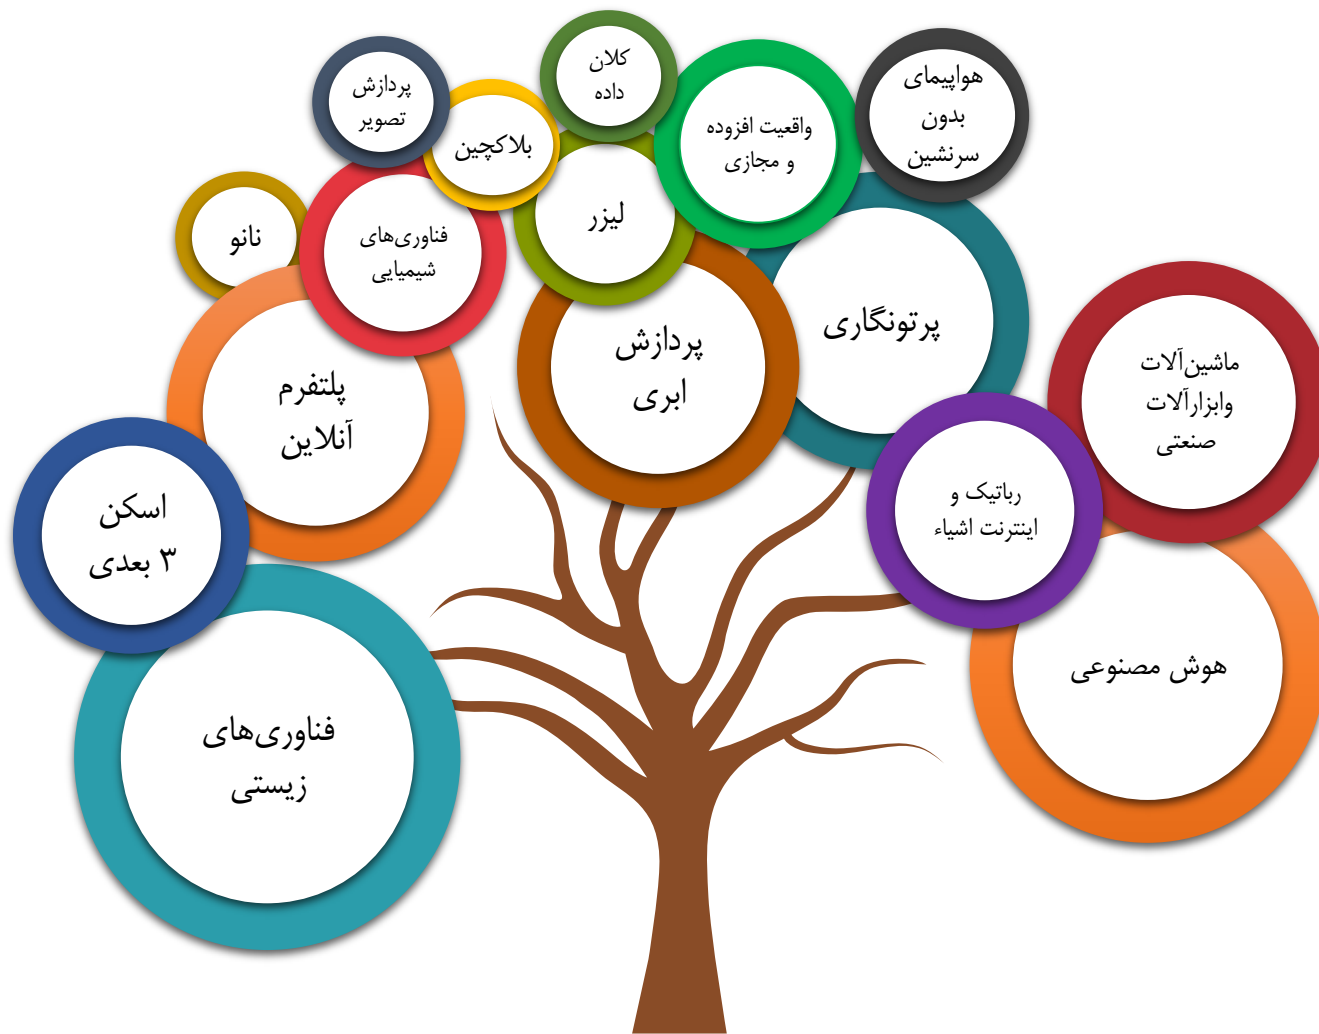 هواپیمای
بدون
سرنشین
کلان
داده
واقعیت افزوده
و مجازی
پردازش
تصویر
بلاکچین
لیزر
نانو
فناوری‌های
شیمیایی
پرتونگاری
پردازش
ابری
پلتفرم
آنلاین
ماشین‌آلات
وابزارآلات
صنعتی
رباتیک و
اینترنت اشیاء
اسکن
۳ بعدی
هوش مصنوعی
فناوری‌های
زیستی